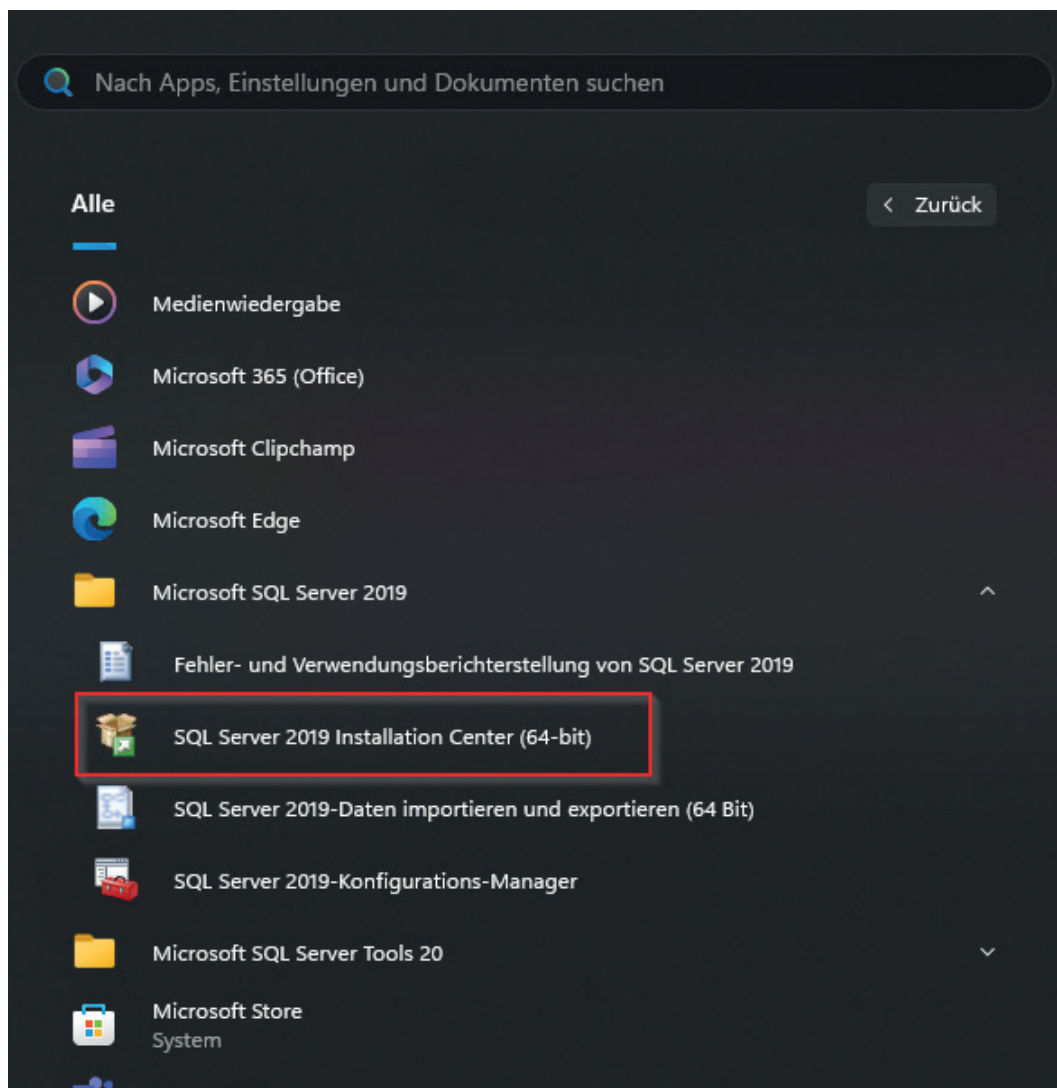 Nach Apps, Einstellungen und Dokumenten suchen
Alle
Zurück
Medienwiedergabe
Microsoft 365 (Office)
Microsoft Clipchamp
Microsoft Edge
Microsoft SQL Server 2019
Fehler- und Verwendungsberichterstellung von SQL Server 2019
SQL Server 2019 Installation Center (64-bit)
SQL Server 2019-Daten importieren und exportieren (64 Bit)
SQL Server 2019-Konfigurations-Manager
Microsoft SQL Server Tools 20
Microsoft Store
System